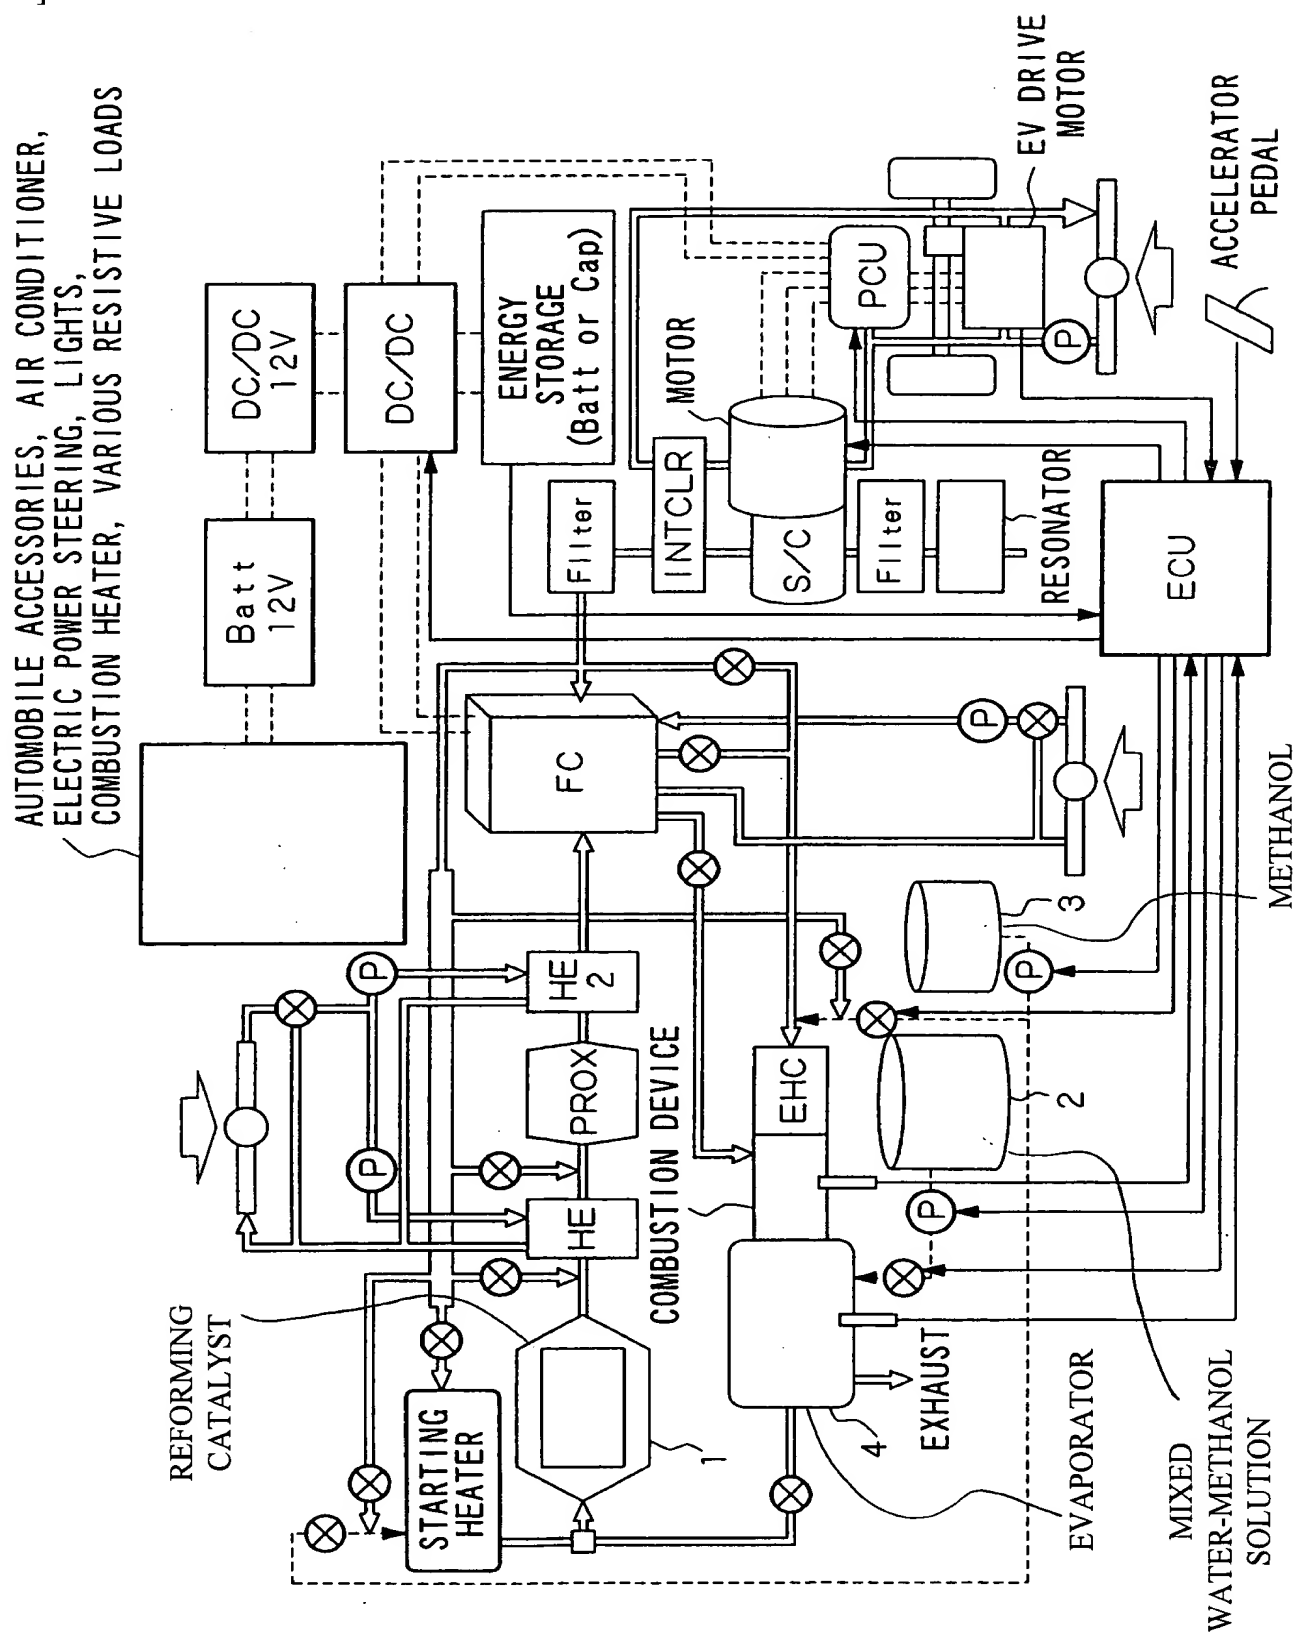 AUTOMOBILE ACCESSORIES, AIR CONDITIONER,
ELECTRIC POWER STEERING, LIGHTS,
COMBUSTION HEATER, VARIOUS RESISTIVE LOADS
Batt
12V
DC/DC
12V
DC/DC
ENERGY
STORAGE
(Batt or Cap)
REFORMING
CATALYST
STARTING
HEATER
1
HE
PROX
HE
2
P
P
FC
Filter
INTCLR
S/C
MOTOR
Filter
RESONATOR
PCU
EV DRIVE
MOTOR
P
ACCELERATOR
PEDAL
COMBUSTION DEVICE
EHC
4
EXHAUST
EVAPORATOR
P
2
MIXED
WATER-METHANOL
SOLUTION
P
3
METHANOL
P
ECU